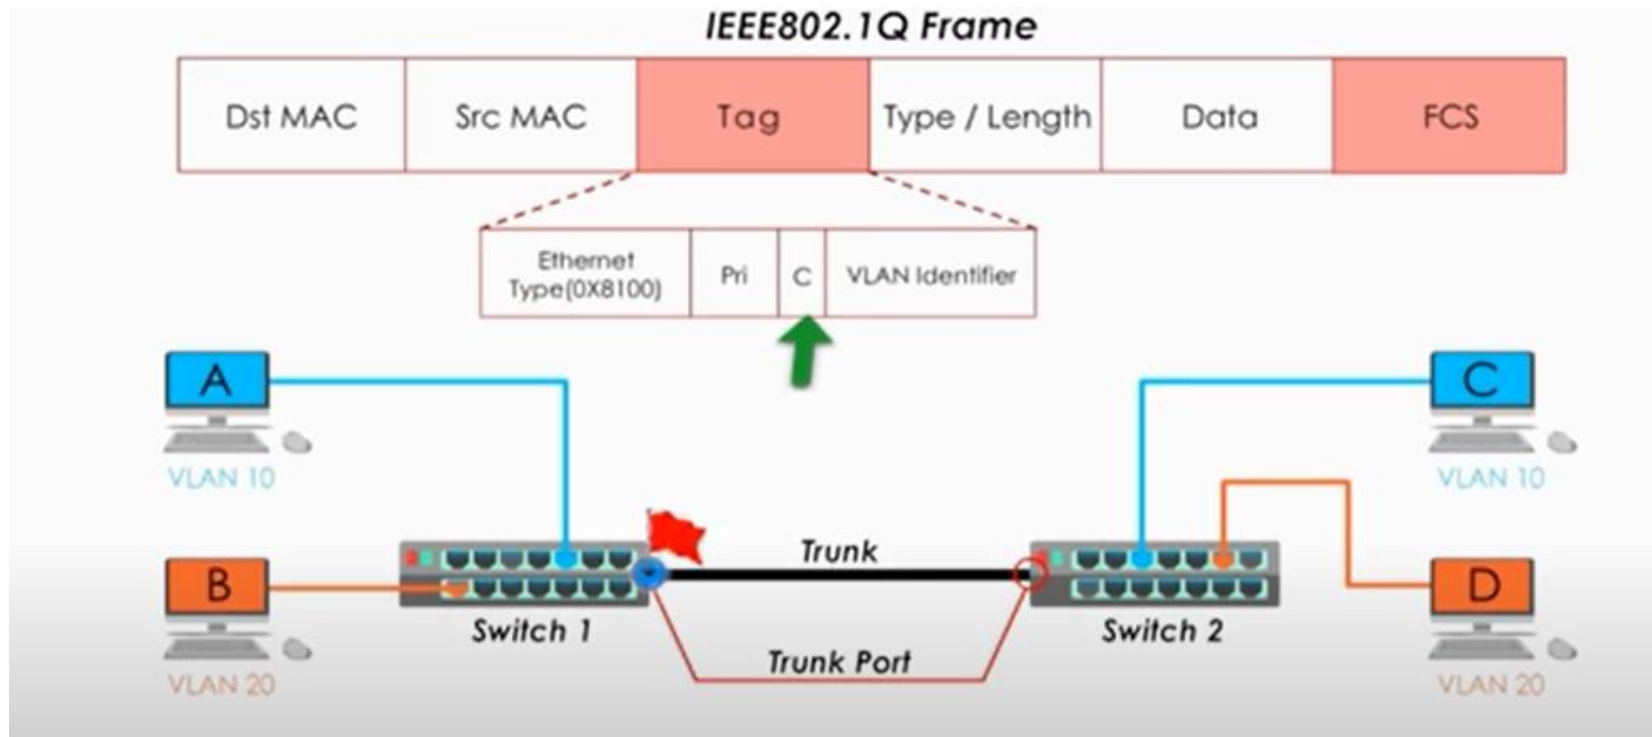 IEEE802.1Q Frame
Dst MAC Src MAC Tag Type / Length Data FCS
Ethernet
Type(0X8100)
Pri C VLAN Identifier
A
VLAN 10
C
VLAN 10
Trunk
B
VLAN 20
Switch 1
Switch 2
D
VLAN 20
Trunk Port